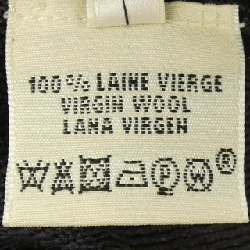 100% LAINE VIERGE
VIRGIN WOOL
LANA VIRGEN
P W ®